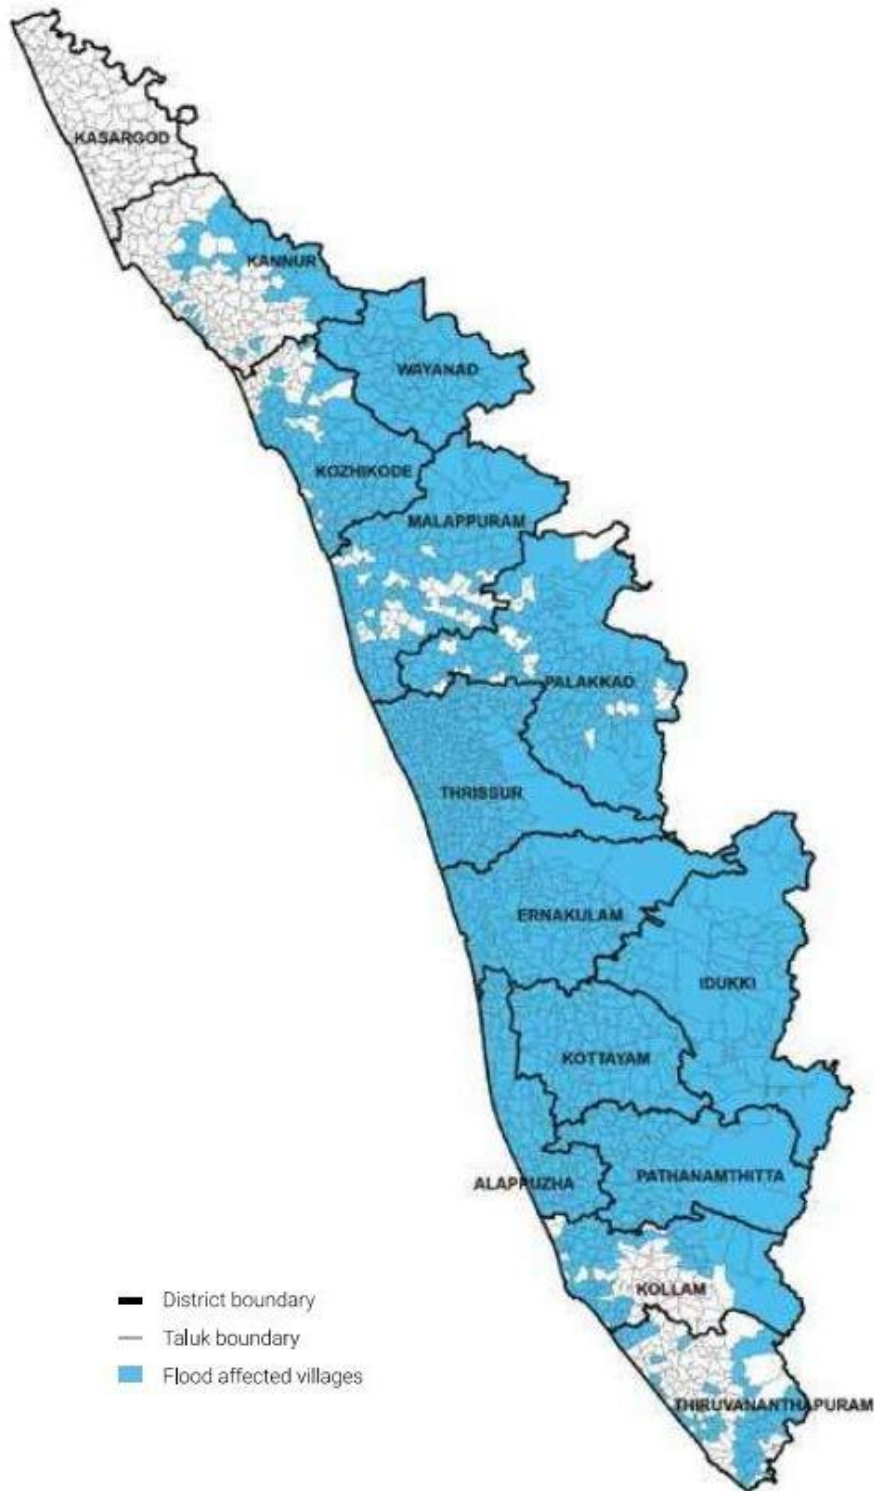 KASARGOD
KANNUR
WAYANAD
KOZHIKODE
MALAPPURAM
PALAKKAD
THRISSUR
ERNAKULAM
IDUKKI
KOTTAYAM
PATHANAMTHITTA
ALAPPUZHA
KOLLAM
THIRUVANANTHAPURAM
District boundary
Taluk boundary
Flood affected villages